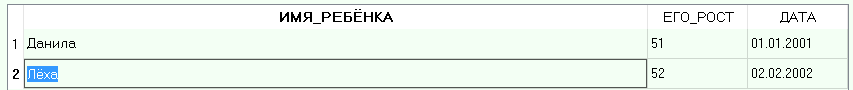 ИМЯ_РЕБЁНКА ЕГО_РОСТ ДАТА
1 Данила 51 01.01.2001
2 Лёха 52 02.02.2002